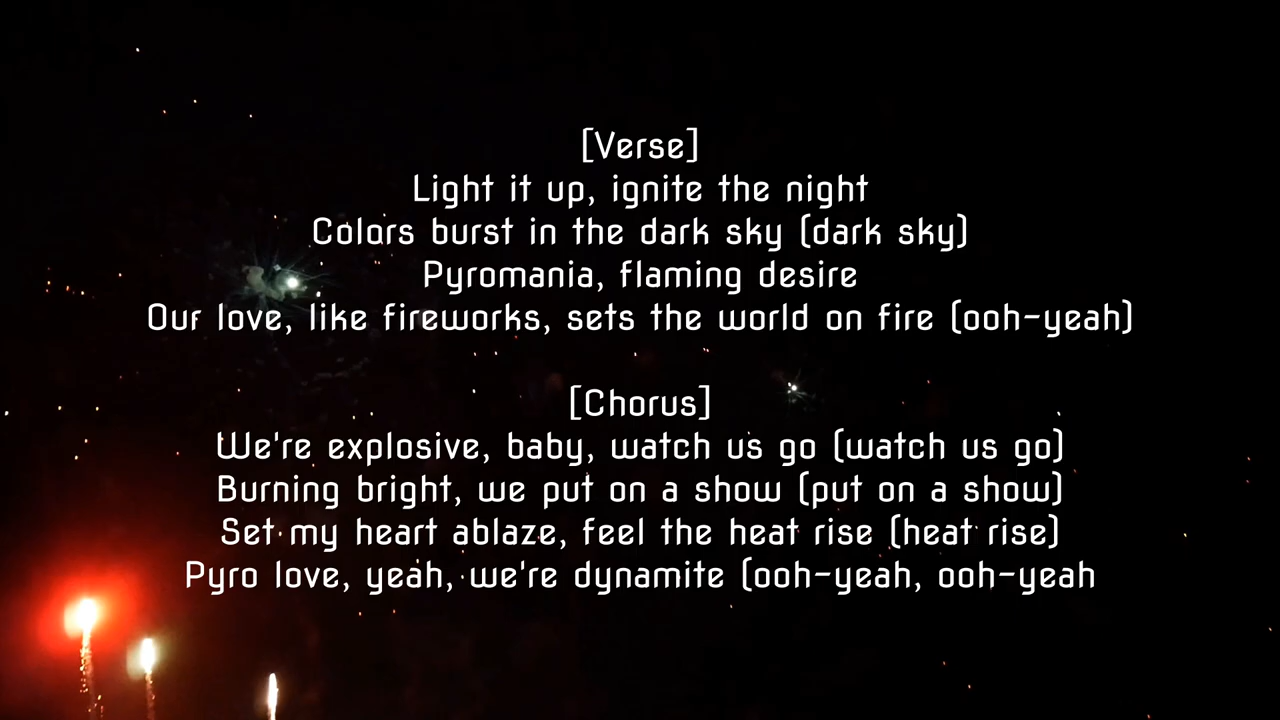 [Verse]
Light it up, ignite the night
Colors burst in the dark sky (dark sky)
Pyromania, flaming desire
Our love, like fireworks, sets the world on fire (ooh-yeah)
[Chorus]
We're explosive, baby, watch us go (watch us go)
Burning bright, we put on a show (put on a show)
Set my heart ablaze, feel the heat rise (heat rise)
Pyro love, yeah, we're dynamite (ooh-yeah, ooh-yeah